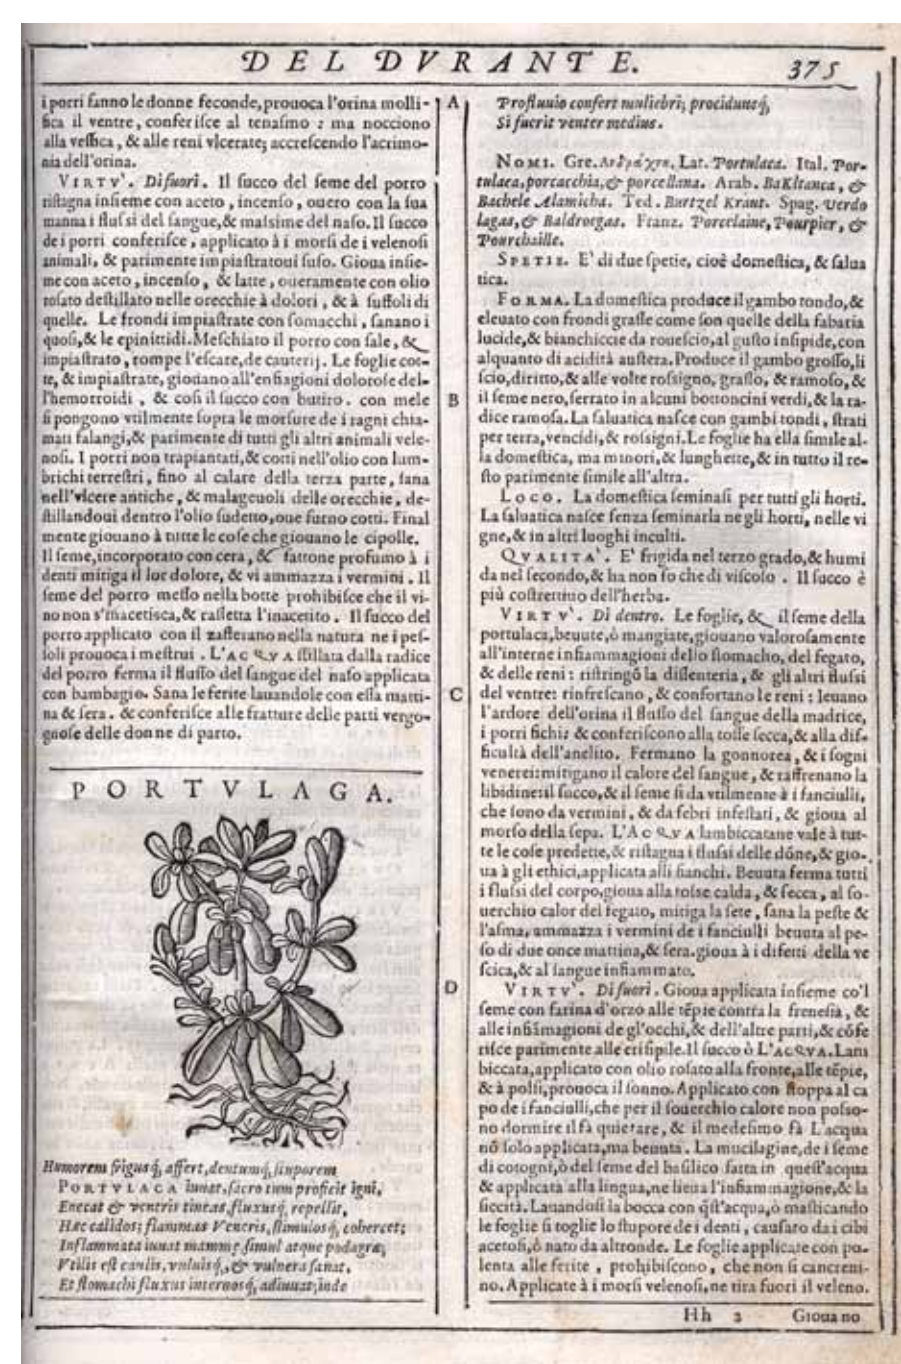 DEL DVRANTE. 375
i porri fanno le donne feconde, prouoca l'orina molli-
fica il ventre, conferisce al tenasmo: ma nocciono
alla vessica, & alle reni vlcerate; accrescendo l'acrimo-
nia dell'orina.
VIRTV'. Di fuori. Il succo del seme del porro
ristagna insieme con aceto, incenso, ouero con la sua
manna i flussi del sangue, & massime del naso. Il succo
de i porri conferisce, applicato à i morsi de i velenosi
animali, & parimente impiastratoui suso. Gioua insie-
me con aceto, incenso, & latte, oueramente con olio
rosato destillato nelle orecchie à dolori, & à suffoli di
quelle. Le frondi impiastrate con somacchi, sanano i
quosi, & le epinittidi. Meschiato il porro con sale, &
impiastrato, rompe l'escare, de cauterij. Le foglie cot-
te, & impiastrate, giouano all'enfiagioni dolorose del-
l'hemorroidi, & cosi il succo con butiro. con mele
si pongono vtilmente sopra le morsure de i ragni chia-
mati falangi, & parimente di tutti gli altri animali vele-
nosi. I porri non trapiantati, & cotti nell'olio con lum-
brichi terrestri, fino al calare della terza parte, sana
nell'vlcere antiche, & malageuoli delle orecchie, de-
stillandoui dentro l'olio sudetto, oue furno cotti. Final
mente giouano à tutte le cose che giouano le cipolle.
Il seme, incorporato con cera, & fattone profumo à i
denti mitiga il lor dolore, & vi ammazza i vermini. Il
seme del porro messo nella botte prohibisce che il vi-
no non s'inacetisca, & rassetta l'inacetito. Il succo del
porro applicato con il zafferano nella natura ne i pes-
soli prouoca i mestrui. L'ACQVA stillata dalla radice
del porro ferma il flusso del sangue del naso applicata
con bambagio. Sana le ferite lauandole con essa matti-
na & sera. & conferisce alle fratture delle parti vergo-
gnose delle donne di parto.
PORTVLAGA.
Humorem frigusq́, affert, dentumq́, stuporem
PORTVLACA iuuat, sacro tum proficit igni,
Enecat & ventris tineas, fluxusq́, repellit,
Hæc calidos; flammas Veneris, stimulosq́, cohercet;
Inflammata iuuat mamme, simul atque podagræ;
Vtilis est caulis, vuluisq́,, & vulnera sanat,
Et stomachi fluxus internosq́, adiuuat; inde
A
B
C
D
Profluuio confert muliebri; prociduneq́,
Si fuerit venter medius.
NOMI. Gre. Ανδράχνη. Lat. Portulaca. Ital. Por-
tulaca, porcacchia, & porcellana. Arab. BaKltanca, &
Bachele Alamicha. Ted. Burtzel Kraut. Spag. Verdo
lagas, & Baldroegas. Franz. Porcelaine, Pourpier, &
Pourchaille.
SPETIE. E' di due spetie, cioè domestica, & salua
tica.
FORMA. La domestica produce il gambo tondo, &
eleuato con frondi grasse come son quelle della fabaria
lucide, & bianchiccie da rouescio, al gusto insipide, con
alquanto di acidità austera. Produce il gambo grosso, li
scio, diritto, & alle volte rossigno, grasso, & ramoso, &
il seme nero, serrato in alcuni bottoncini verdi, & la ra-
dice ramosa. La saluatica nasce con gambi tondi, strati
per terra, vencidi, & rossigni. Le foglie ha ella simile al-
la domestica, ma minori, & lunghette, & in tutto il re-
sto parimente simile all'altra.
LOCO. La domestica seminasi per tutti gli horti.
La saluatica nasce senza seminarla ne gli horti, nelle vi
gne, & in altri luoghi inculti.
QVALITA'. E' frigida nel terzo grado, & humi
da nel secondo, & ha non so che di viscoso. Il succo è
più costrettiuo dell'herba.
VIRTV'. Di dentro. Le foglie, & il seme della
portulaca, beuute, ò mangiate, giouano valorosamente
all'interne infiammagioni dello stomacho, del fegato,
& delle reni: ristringõ la dissenteria, & gli altri flussi
del ventre: rinfrescano, & confortano le reni: leuano
l'ardore dell'orina il flusso del sangue della madrice,
i porri fichi: & conferiscono alla tosse secca, & alla dif-
ficultà dell'anelito. Fermano la gonnorea, & i sogni
venerei: mitigano il calore del sangue, & raffrenano la
libidine: il succo, & il seme si da vtilmente à i fanciulli,
che sono da vermini, & da febri infestati, & gioua al
morso della sepa. L'ACQVA lambiccatane vale à tut-
te le cose predette, & ristagna i flussi delle dõne, & gio-
ua à gli ethici, applicata alli fianchi. Beuuta ferma tutti
i flussi del corpo, gioua alla tosse calda, & secca, al so-
uerchio calor del fegato, mitiga la sete, sana la peste &
l'asma, ammazza i vermini de i fanciulli beuuta al pe-
so di due once mattina, & sera. gioua à i difetti della ve
scica, & al sangue infiammato.
VIRTV'. Di fuori. Gioua applicata insieme co'l
seme con farina d'orzo alle tẽpie contra la frenesia, &
alle infiãmagioni de gl'occhi, & dell'altre parti, & cõfe
risce parimente alle erisipile. Il succo ò L'ACQVA. Lam
biccata, applicato con olio rosato alla fronte, alle tẽpie,
& à polsi, prouoca il sonno. Applicato con stoppa al ca
po de i fanciulli, che per il souerchio calore non posso-
no dormire il fà quietare, & il medesimo fà L'acqua
nõ solo applicata, ma beuuta. La mucilagine, de i seme
di cotogni, ò del seme del basilico fatta in quest'acqua
& applicata alla lingua, ne lieua l'infiammagione, & la
siccità. Lauandosi la bocca con q̃st'acqua, ò masticando
le foglie si toglie lo stupore de i denti, causato da i cibi
acetosi, ò nato da altronde. Le foglie applicate con po-
lenta alle ferite, prohibiscono, che non si cancreni-
no. Applicate à i morsi velenosi, ne tira fuori il veleno.
Hh 2 Gioua no